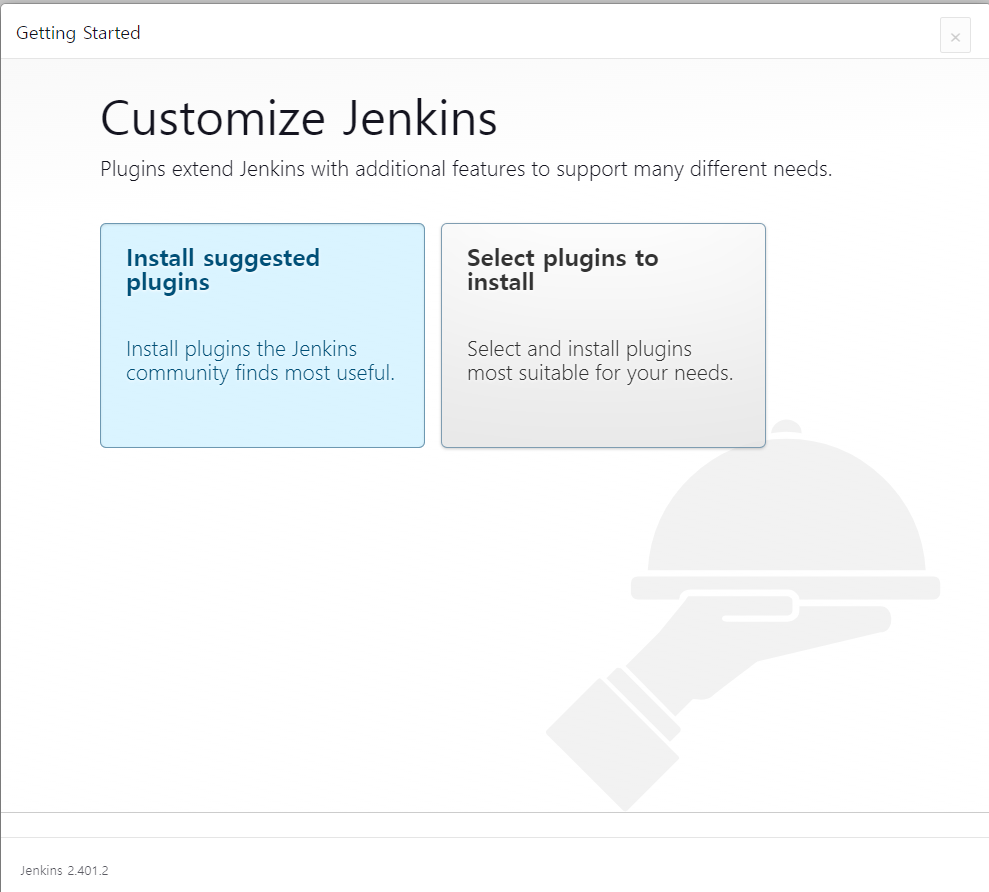 Getting Started
×
Customize Jenkins
Plugins extend Jenkins with additional features to support many different needs.
Install suggested
plugins
Install plugins the Jenkins
community finds most useful.
Select plugins to
install
Select and install plugins
most suitable for your needs.
Jenkins 2.401.2